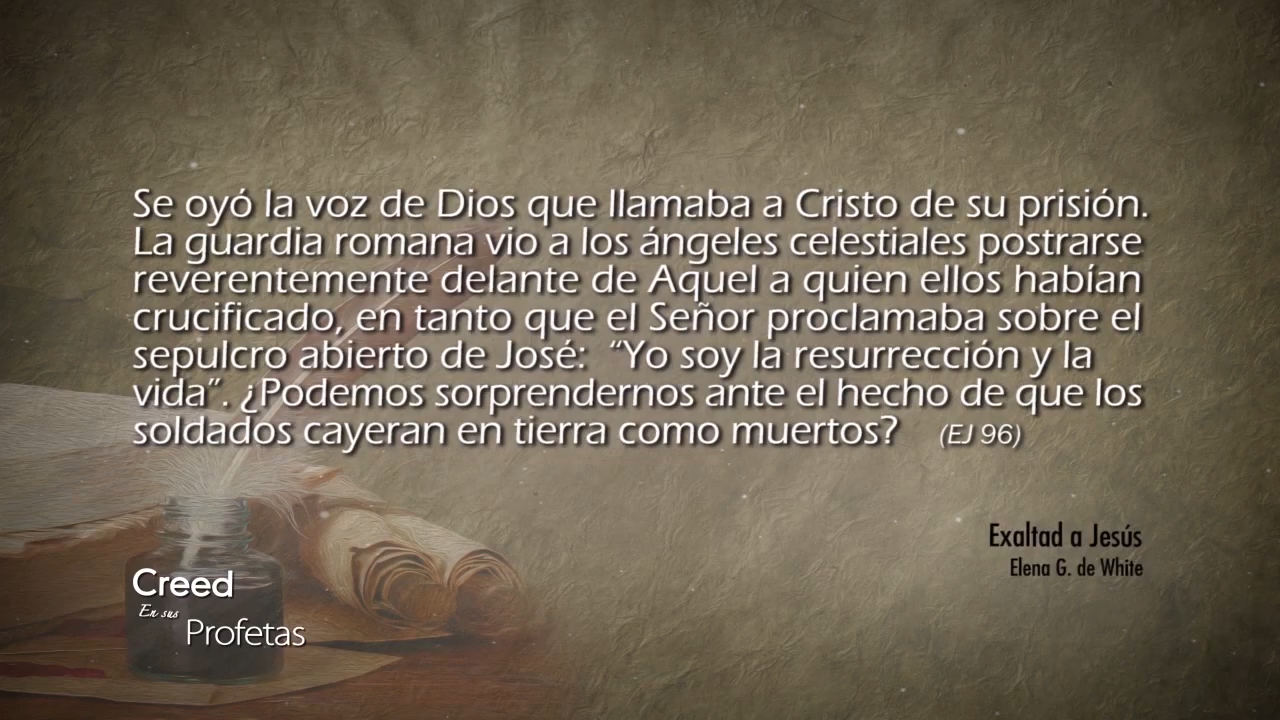 Se oyó la voz de Dios que llamaba a Cristo de su prisión.
La guardia romana vio a los ángeles celestiales postrarse
reverentemente delante de Aquel a quien ellos habían
crucificado, en tanto que el Señor proclamaba sobre el
sepulcro abierto de José: “Yo soy la resurrección y la
vida”. ¿Podemos sorprendernos ante el hecho de que los
soldados cayeran en tierra como muertos? (EJ 96)
Exaltad a Jesús
Elena G. de White
Creed
En sus
Profetas